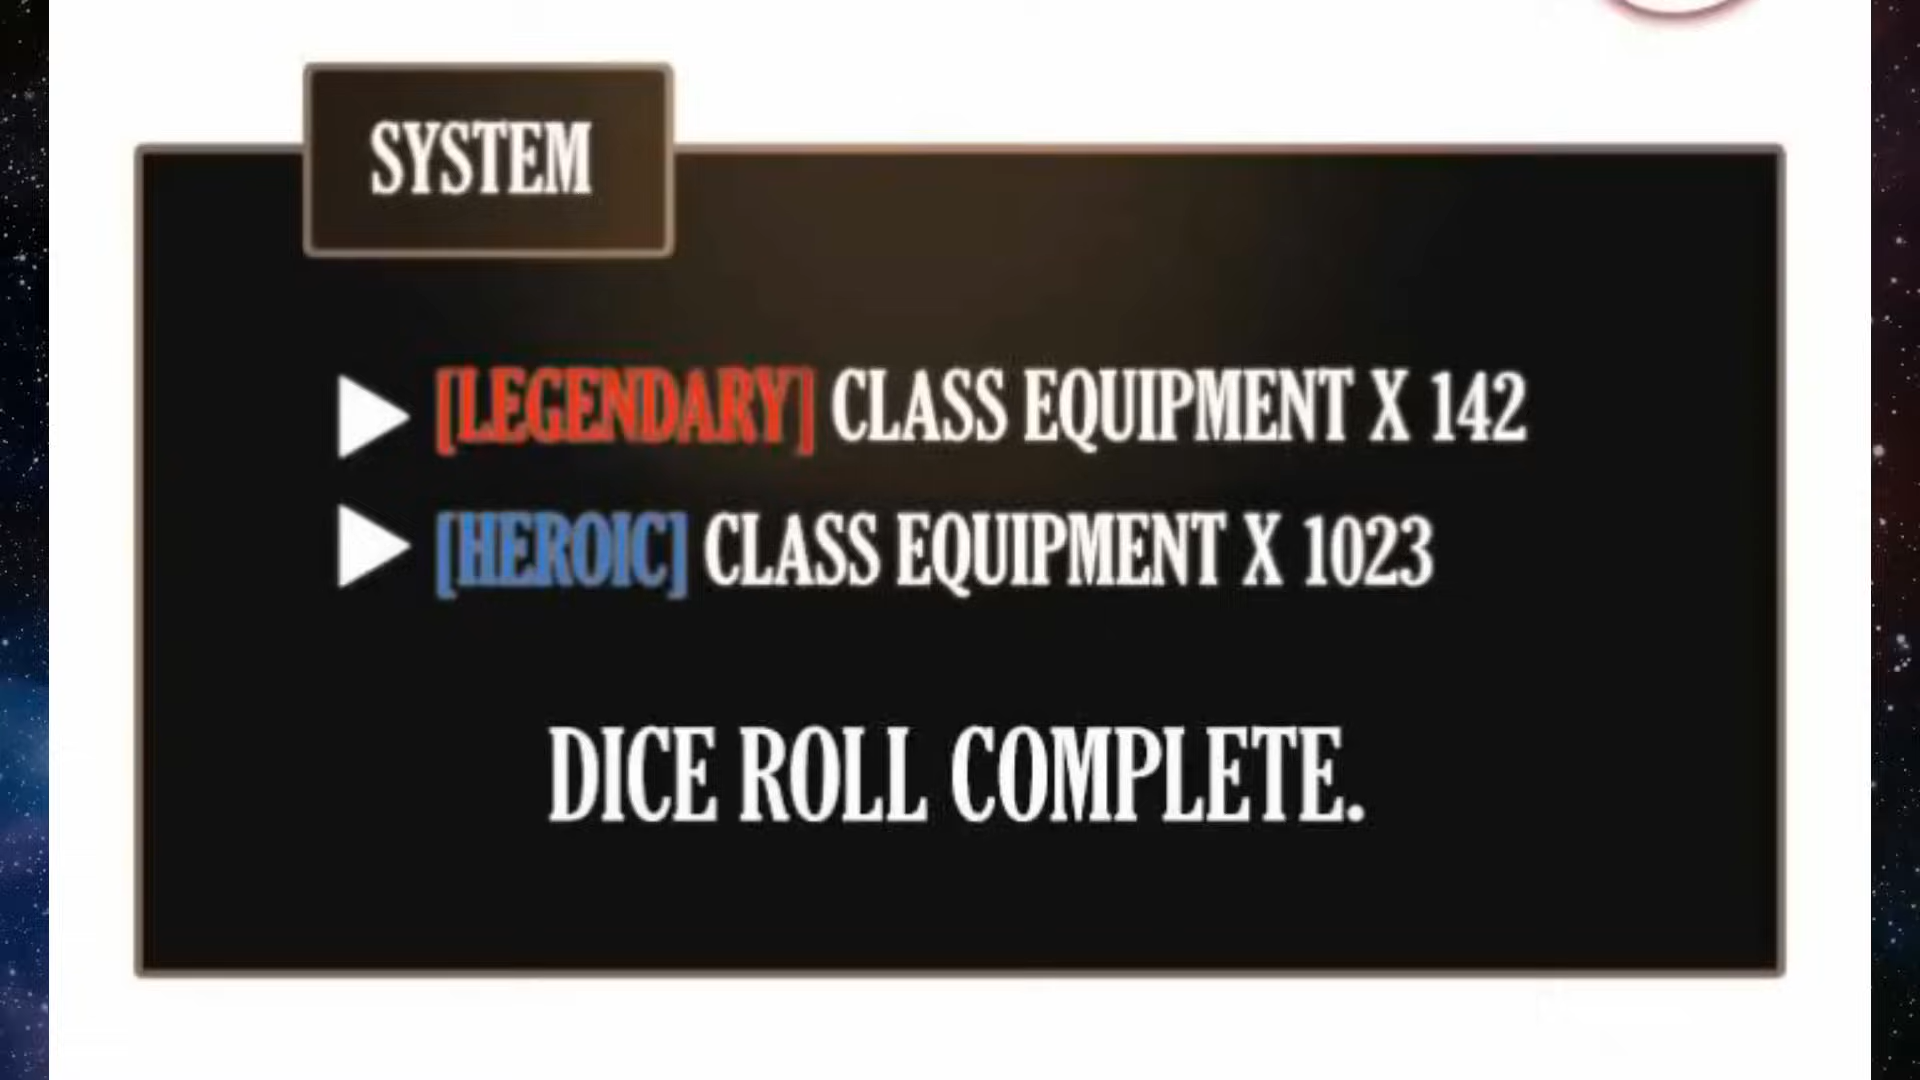 SYSTEM
[LEGENDARY] CLASS EQUIPMENT X 142
[HEROIC] CLASS EQUIPMENT X 1023
DICE ROLL COMPLETE.